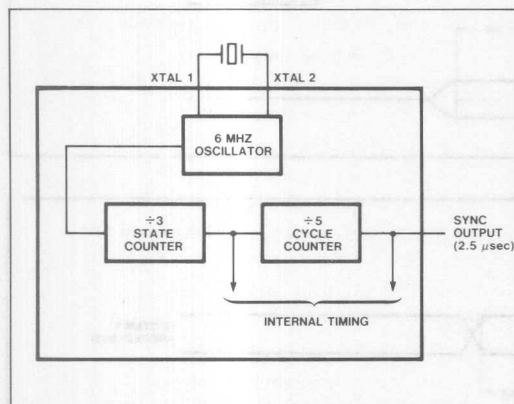 XTAL 1
XTAL 2
6 MHZ
OSCILLATOR
÷3
STATE
COUNTER
÷5
CYCLE
COUNTER
SYNC
OUTPUT
(2.5 μsec)
INTERNAL TIMING